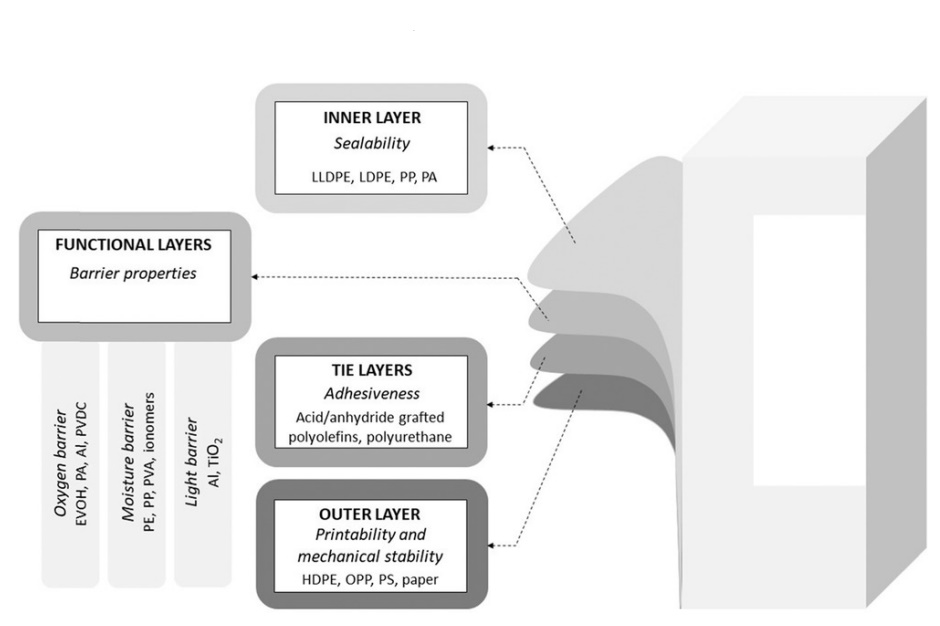 INNER LAYER
Sealability
LLDPE, LDPE, PP, PA
FUNCTIONAL LAYERS
Barrier properties
Oxygen barrier
EVOH, PA, Al, PVDC
Moisture barrier
PE, PP, PVA, ionomers
Light barrier
Al, TiO₂
TIE LAYERS
Adhesiveness
Acid/anhydride grafted
polyolefins, polyurethane
OUTER LAYER
Printability and
mechanical stability
HDPE, OPP, PS, paper